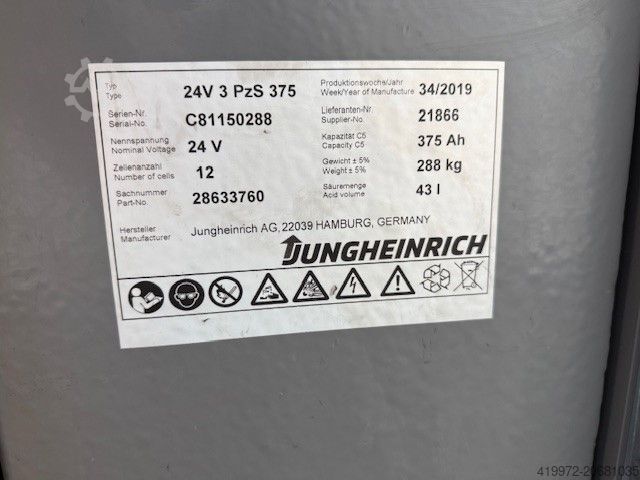 Typ
Type
24V 3 PzS 375
Produktionswoche/Jahr
Week/Year of Manufacture
34/2019
Serien-Nr.
Serial-No.
C81150288
Lieferanten-Nr.
Supplier-No.
21866
Nennspannung
Nominal Voltage
24 V
Kapazität C5
Capacity C5
375 Ah
Zellenanzahl
Number of cells
12
Gewicht ± 5%
Weight ± 5%
288 kg
Sachnummer
Part-No.
28633760
Säuremenge
Acid volume
43 l
Hersteller
Manufacturer
Jungheinrich AG, 22039 HAMBURG, GERMANY
JUNGHEINRICH
419972-20681035